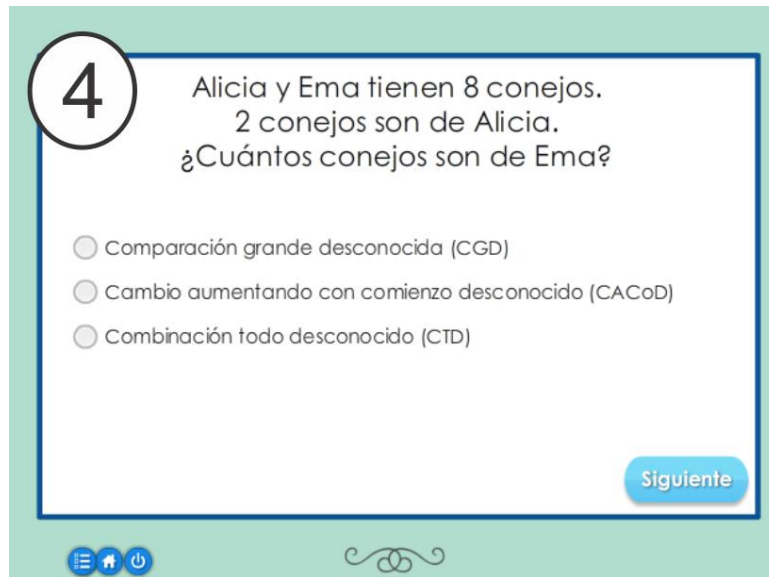 4
Alicia y Ema tienen 8 conejos.
2 conejos son de Alicia.
¿Cuántos conejos son de Ema?
Comparación grande desconocida (CGD)
Cambio aumentando con comienzo desconocido (CACoD)
Combinación todo desconocido (CTD)
Siguiente